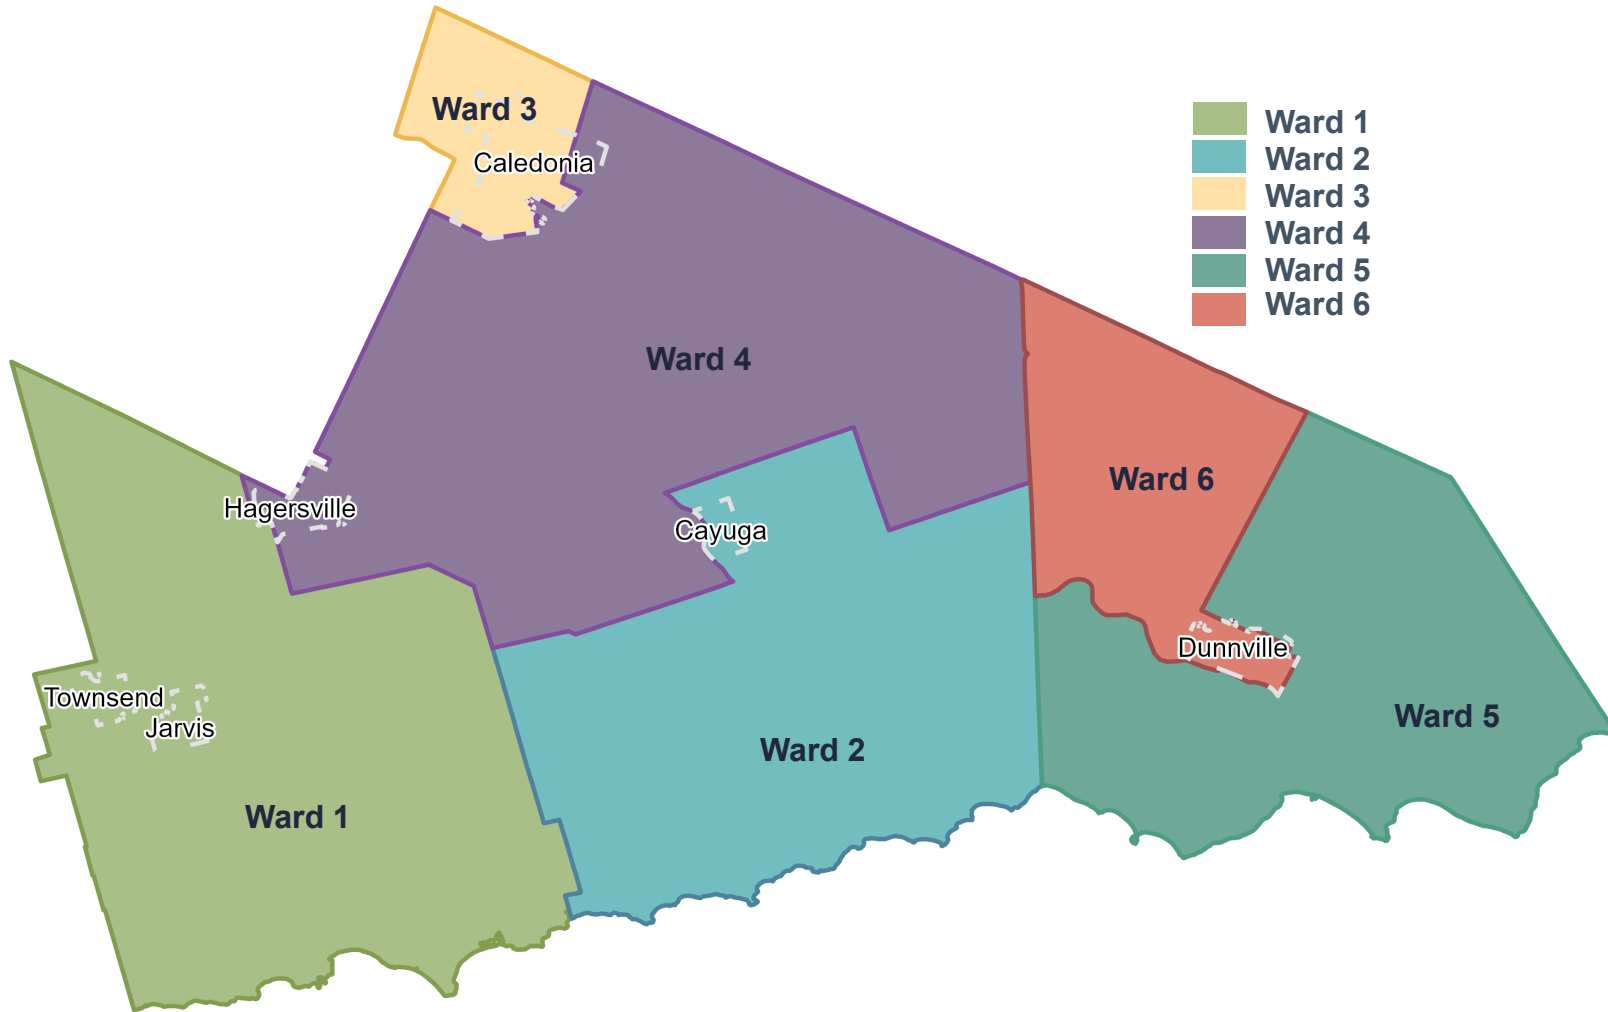 Ward 3
Caledonia
Ward 4
Hagersville
Cayuga
Ward 6
Dunnville
Townsend
Jarvis
Ward 5
Ward 2
Ward 1
Ward 1
Ward 2
Ward 3
Ward 4
Ward 5
Ward 6